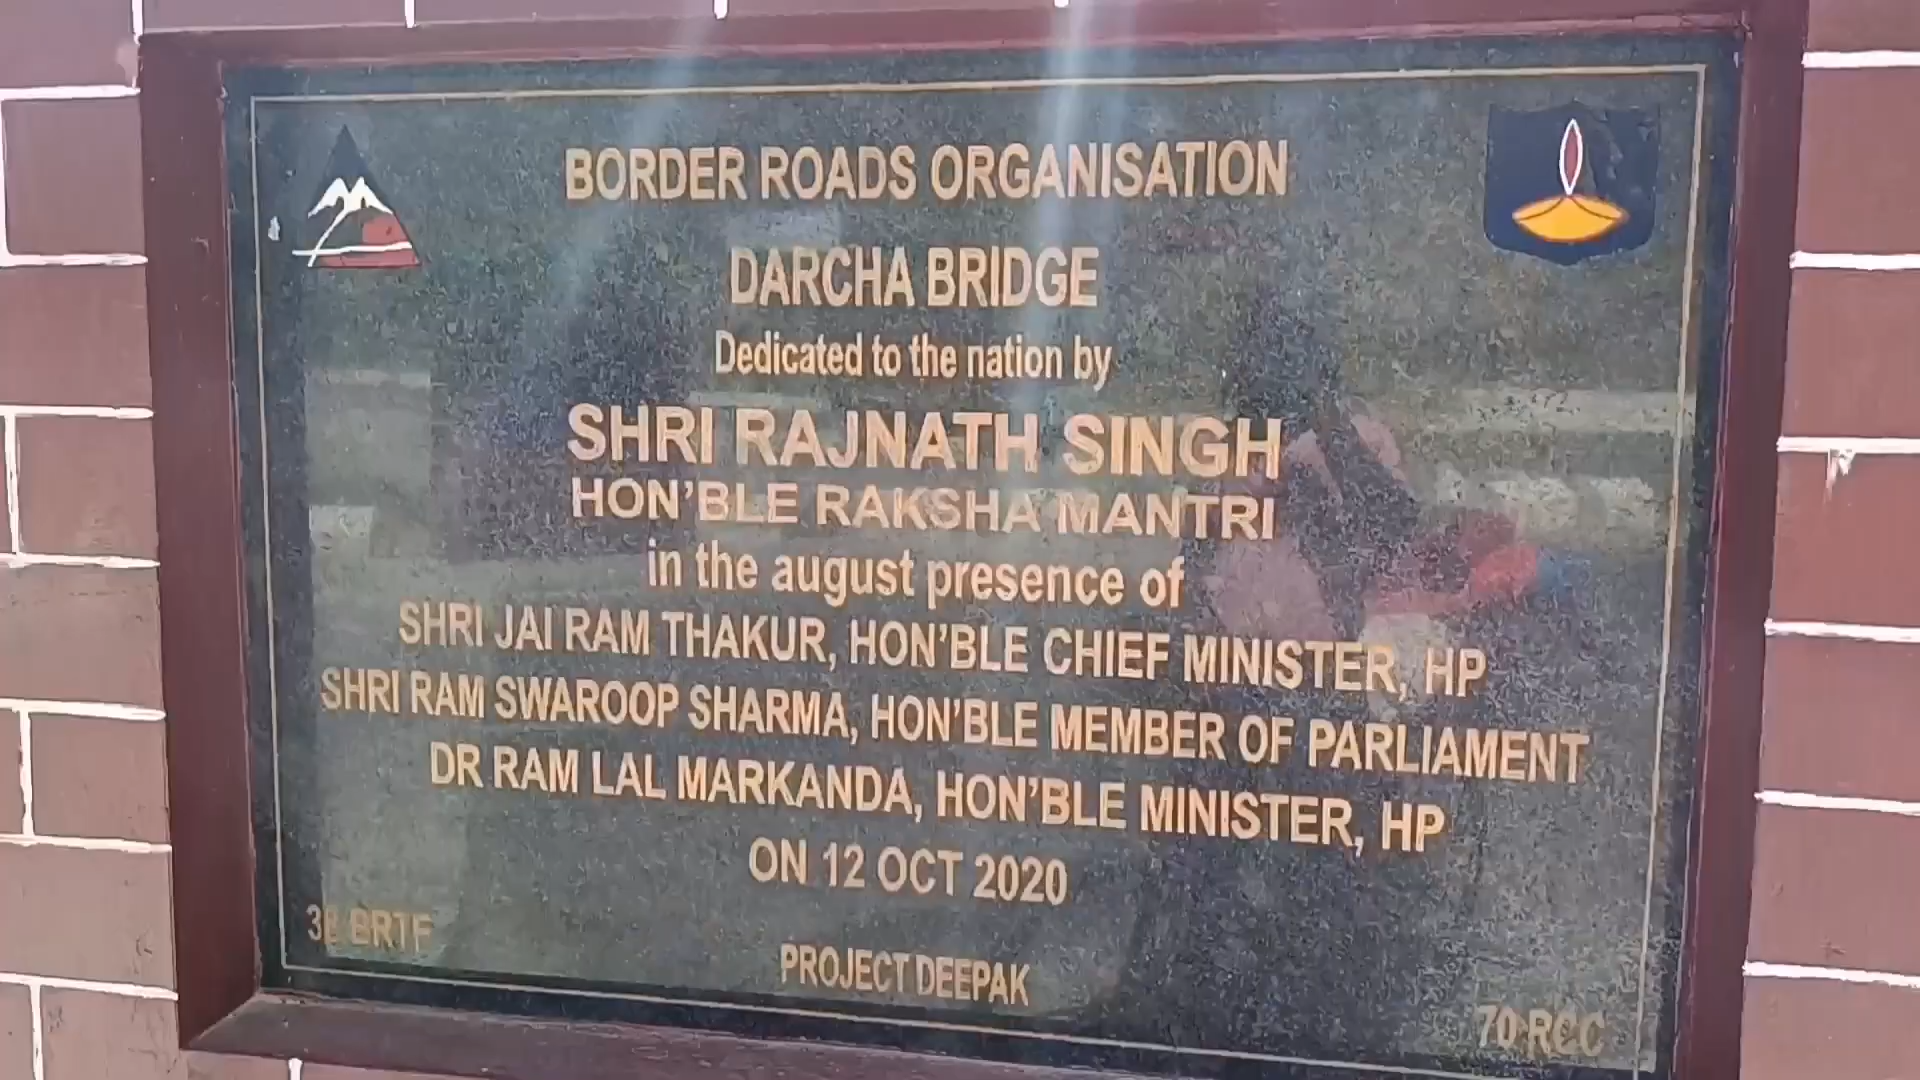 BORDER ROADS ORGANISATION
DARCHA BRIDGE
Dedicated to the nation by
SHRI RAJNATH SINGH
HON'BLE RAKSHA MANTRI
in the august presence of
SHRI JAI RAM THAKUR, HON'BLE CHIEF MINISTER, HP
SHRI RAM SWAROOP SHARMA, HON'BLE MEMBER OF PARLIAMENT
DR RAM LAL MARKANDA, HON'BLE MINISTER, HP
ON 12 OCT 2020
38 BRTF
PROJECT DEEPAK
70 RCC